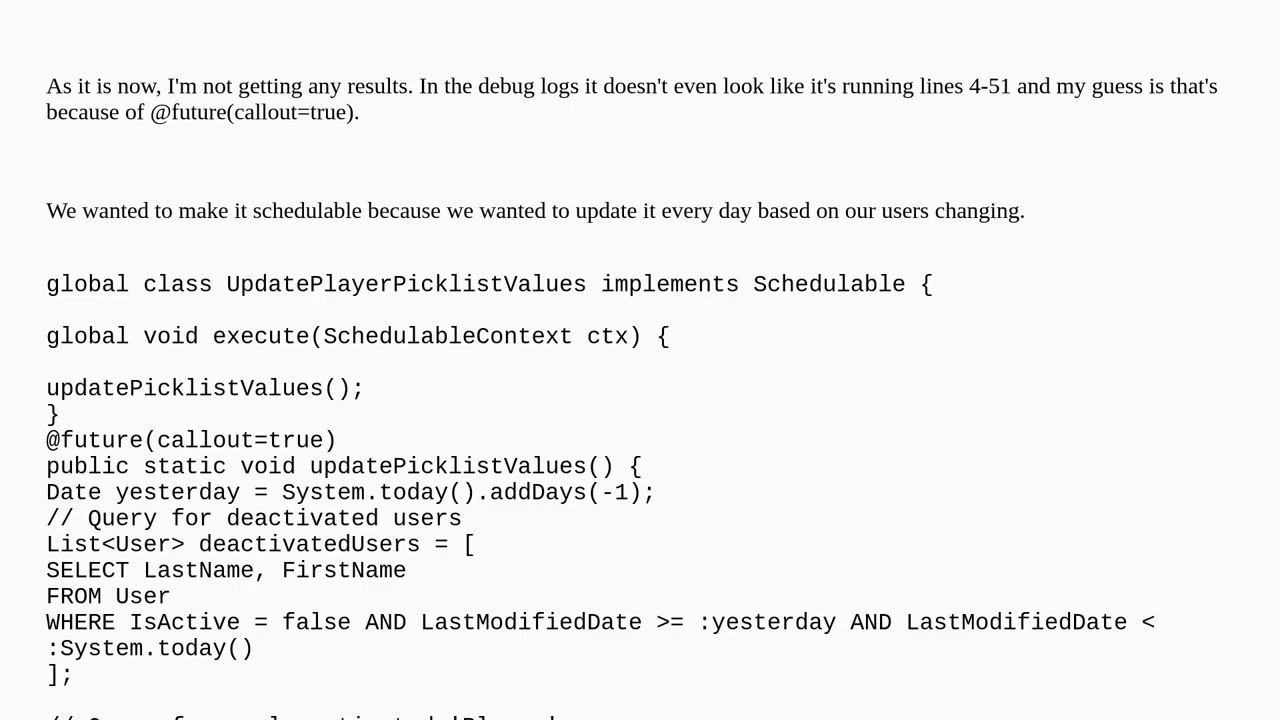 As it is now, I'm not getting any results. In the debug logs it doesn't even look like it's running lines 4-51 and my guess is that's
because of @future(callout=true).
We wanted to make it schedulable because we wanted to update it every day based on our users changing.
global class UpdatePlayerPicklistValues implements Schedulable {
global void execute(SchedulableContext ctx) {
updatePicklistValues();
}
@future(callout=true)
public static void updatePicklistValues() {
Date yesterday = System.today().addDays(-1);
// Query for deactivated users
List<User> deactivatedUsers = [
SELECT LastName, FirstName
FROM User
WHERE IsActive = false AND LastModifiedDate >= :yesterday AND LastModifiedDate <
:System.today()
];